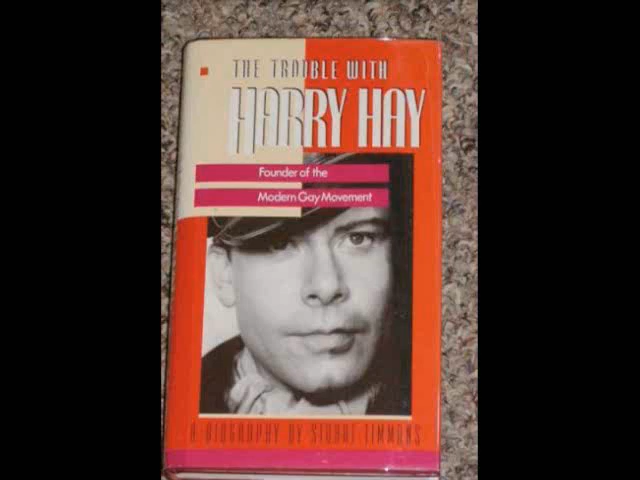 THE TROUBLE WITH
HARRY HAY
Founder of the
Modern Gay Movement
A BIOGRAPHY BY STUART TIMMONS